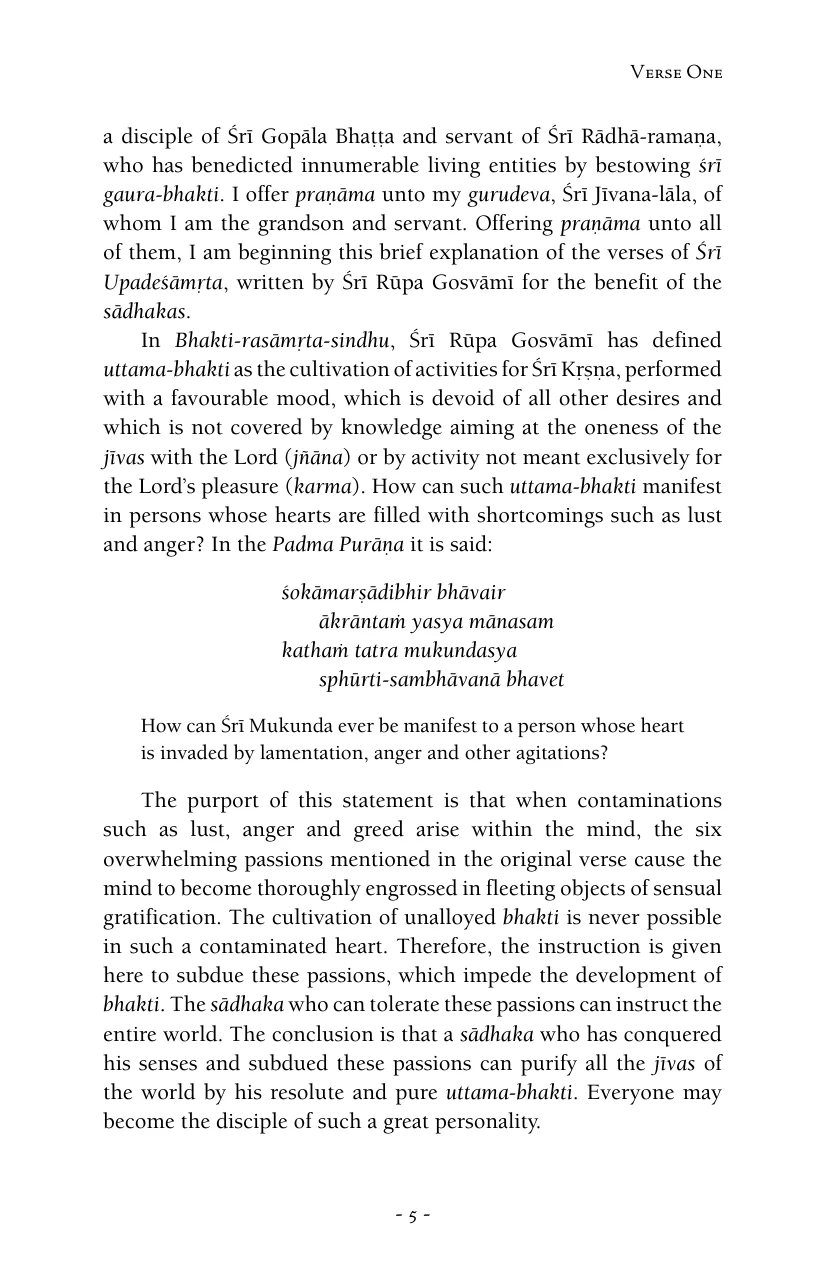 Verse One
a disciple of Śrī Gopāla Bhaṭṭa and servant of Śrī Rādhā-ramaṇa,
who has benedicted innumerable living entities by bestowing śrī
gaura-bhakti. I offer praṇāma unto my gurudeva, Śrī Jīvana-lāla, of
whom I am the grandson and servant. Offering praṇāma unto all
of them, I am beginning this brief explanation of the verses of Śrī
Upadeśāmṛta, written by Śrī Rūpa Gosvāmī for the benefit of the
sādhakas.
In Bhakti-rasāmṛta-sindhu, Śrī Rūpa Gosvāmī has defined
uttama-bhakti as the cultivation of activities for Śrī Kṛṣṇa, performed
with a favourable mood, which is devoid of all other desires and
which is not covered by knowledge aiming at the oneness of the
jīvas with the Lord (jñāna) or by activity not meant exclusively for
the Lord's pleasure (karma). How can such uttama-bhakti manifest
in persons whose hearts are filled with shortcomings such as lust
and anger? In the Padma Purāṇa it is said:
śokāmarṣādibhir bhāvair
ākrāntaṁ yasya mānasam
kathaṁ tatra mukundasya
sphūrti-sambhāvanā bhavet
How can Śrī Mukunda ever be manifest to a person whose heart
is invaded by lamentation, anger and other agitations?
The purport of this statement is that when contaminations
such as lust, anger and greed arise within the mind, the six
overwhelming passions mentioned in the original verse cause the
mind to become thoroughly engrossed in fleeting objects of sensual
gratification. The cultivation of unalloyed bhakti is never possible
in such a contaminated heart. Therefore, the instruction is given
here to subdue these passions, which impede the development of
bhakti. The sādhaka who can tolerate these passions can instruct the
entire world. The conclusion is that a sādhaka who has conquered
his senses and subdued these passions can purify all the jīvas of
the world by his resolute and pure uttama-bhakti. Everyone may
become the disciple of such a great personality.
- 5 -